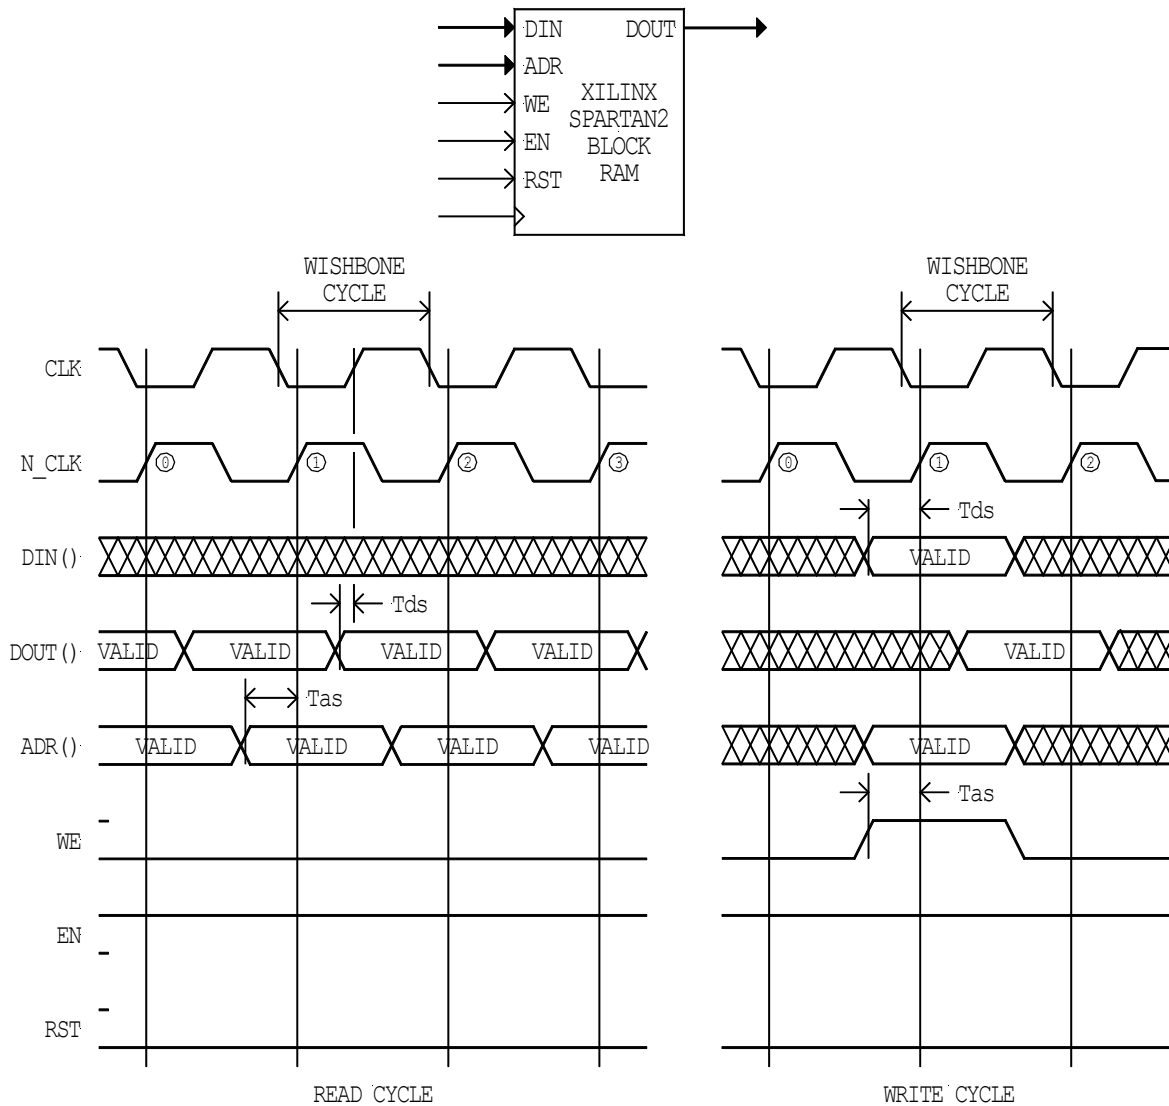 DIN DOUT
ADR
WE
EN
RST
XILINX
SPARTAN2
BLOCK
RAM
WISHBONE
CYCLE
WISHBONE
CYCLE
CLK
N_CLK 0 1 2 3 0 1 2
Tds
DIN() VALID
Tds
DOUT() VALID VALID VALID VALID VALID
Tas
ADR() VALID VALID VALID VALID VALID
Tas
WE
EN
RST
READ CYCLE WRITE CYCLE